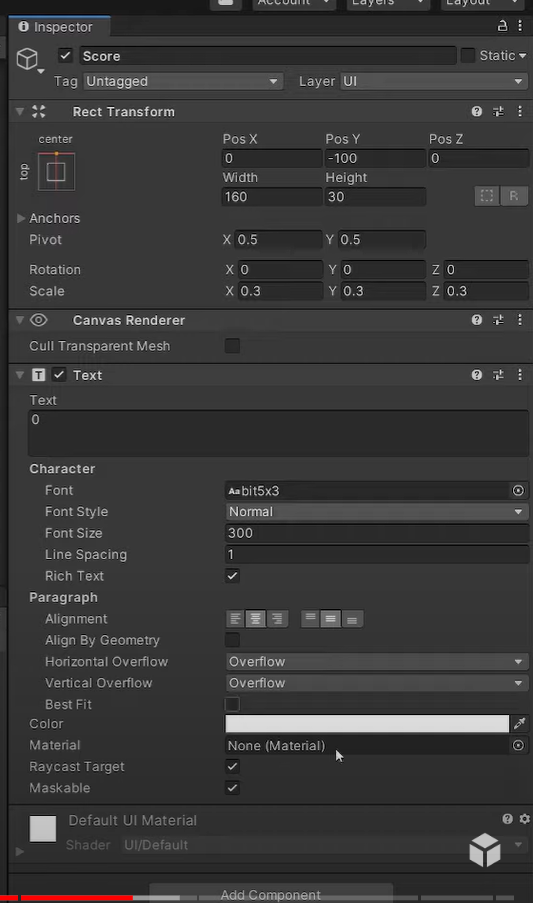 Account Layers Layout
Inspector
Score Static
Tag Untagged Layer UI
Rect Transform
center Pos X Pos Y Pos Z
top 0 -100 0
Width Height
160 30 R
Anchors
Pivot X 0.5 Y 0.5
Rotation X 0 Y 0 Z 0
Scale X 0.3 Y 0.3 Z 0.3
Canvas Renderer
Cull Transparent Mesh
T Text
Text
0
Character
Font Aa bit5x3
Font Style Normal
Font Size 300
Line Spacing 1
Rich Text
Paragraph
Alignment
Align By Geometry
Horizontal Overflow Overflow
Vertical Overflow Overflow
Best Fit
Color
Material None (Material)
Raycast Target
Maskable
Default UI Material
Shader UI/Default
Add Component